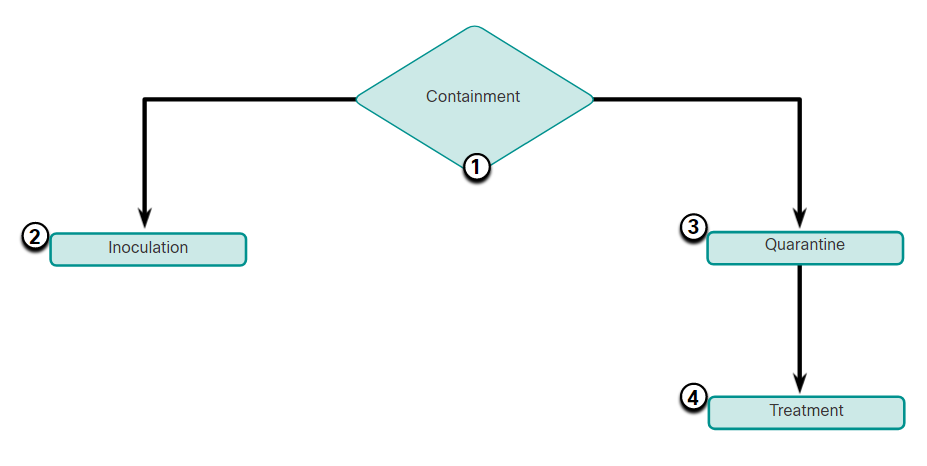 Containment
1
2
Inoculation
3
Quarantine
4
Treatment